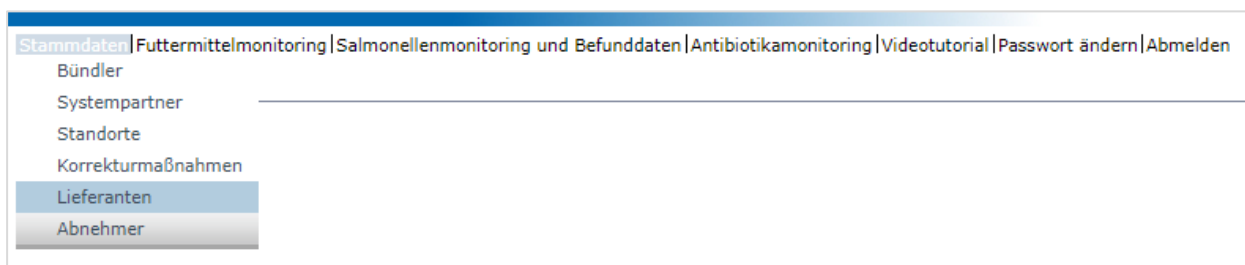 Stammdaten|Futtermittelmonitoring|Salmonellenmonitoring und Befunddaten|Antibiotikamonitoring|Videotutorial|Passwort ändern|Abmelden
Bündler
Systempartner
Standorte
Korrekturmaßnahmen
Lieferanten
Abnehmer